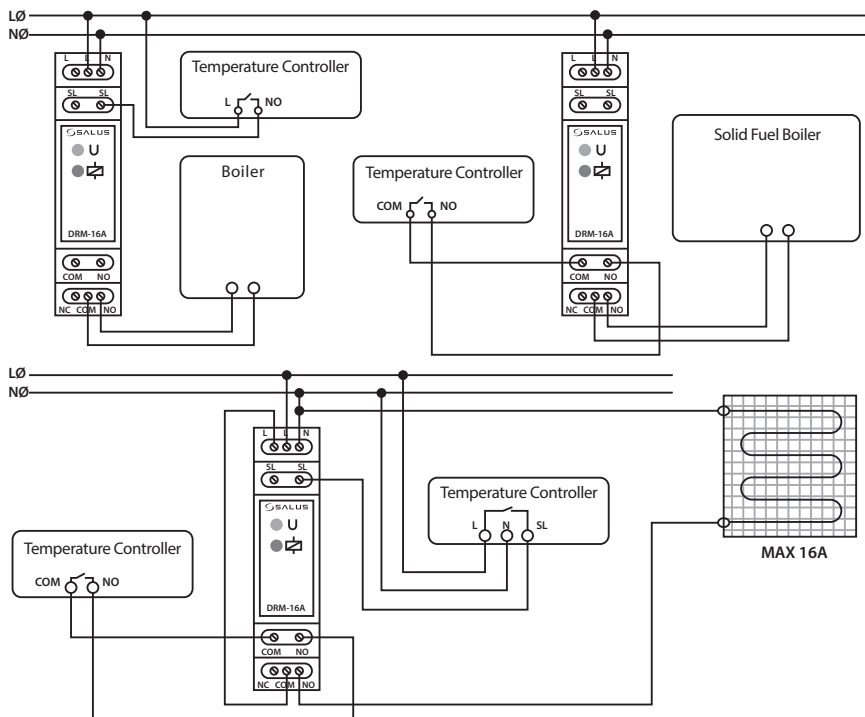 LØ
NØ
L L N
SL SL
SALUS
U
DRM-16A
COM NO
NC COM NO
Temperature Controller
L NO
Boiler
Temperature Controller
COM NO
L L N
SL SL
SALUS
U
DRM-16A
COM NO
NC COM NO
Solid Fuel Boiler
LØ
NØ
Temperature Controller
COM NO
L L N
SL SL
SALUS
U
DRM-16A
COM NO
NC COM NO
Temperature Controller
L N SL
MAX 16A